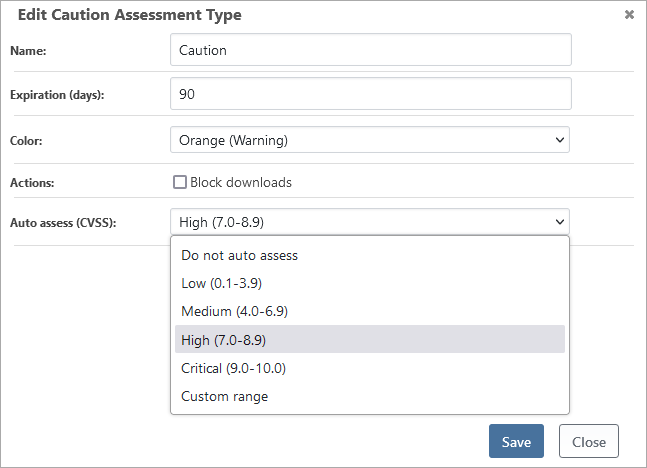 Edit Caution Assessment Type ✖
Name: Caution
Expiration (days): 90
Color: Orange (Warning)
Actions: Block downloads
Auto assess (CVSS): High (7.0-8.9)
Do not auto assess
Low (0.1-3.9)
Medium (4.0-6.9)
High (7.0-8.9)
Critical (9.0-10.0)
Custom range
Save Close